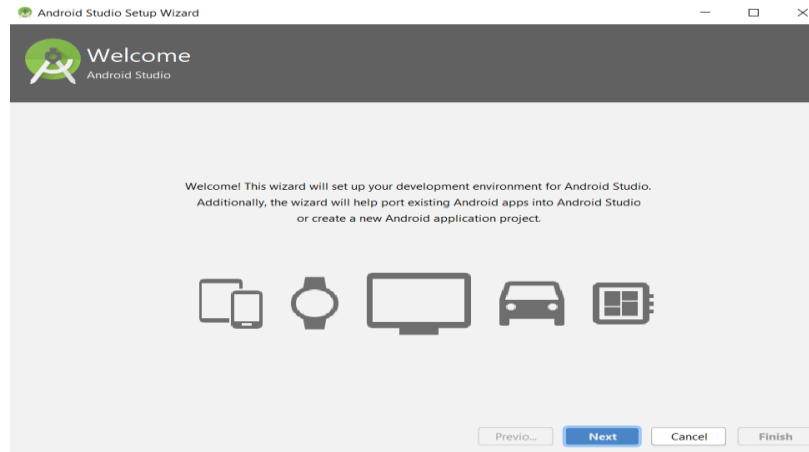 Android Studio Setup Wizard
Welcome
Android Studio
Welcome! This wizard will set up your development environment for Android Studio.
Additionally, the wizard will help port existing Android apps into Android Studio
or create a new Android application project.
Previo...
Next
Cancel
Finish